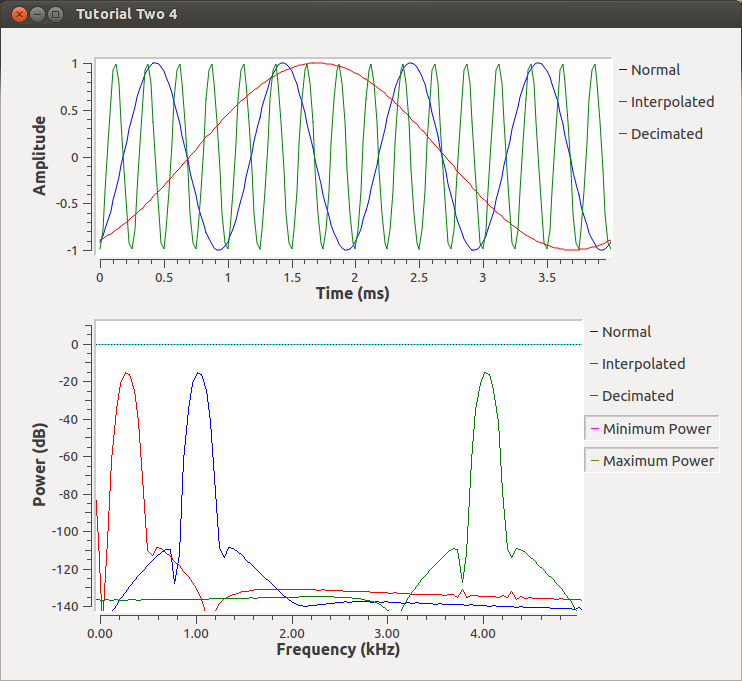 Tutorial Two 4
1
0.5
0
-0.5
-1
Amplitude
0 0.5 1 1.5 2 2.5 3 3.5
Time (ms)
Normal
Interpolated
Decimated
0
-20
-40
-60
-80
-100
-120
-140
Power (dB)
0.00 1.00 2.00 3.00 4.00
Frequency (kHz)
Normal
Interpolated
Decimated
Minimum Power
Maximum Power